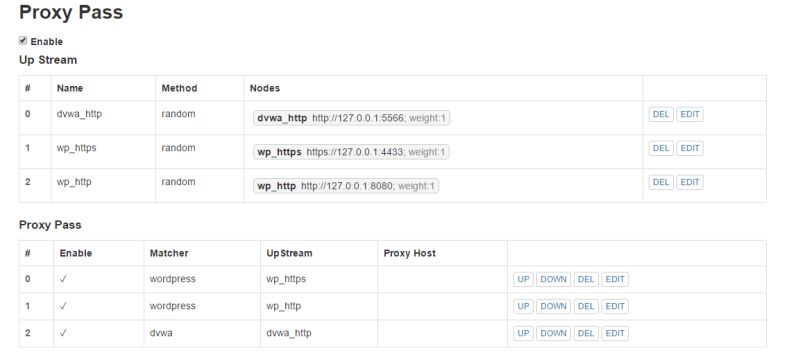 Proxy Pass
Enable
Up Stream
# Name Method Nodes
0 dvwa_http random dvwa_http http://127.0.0.1:5566; weight:1 DEL EDIT
1 wp_https random wp_https https://127.0.0.1:4433; weight:1 DEL EDIT
2 wp_http random wp_http http://127.0.0.1:8080; weight:1 DEL EDIT
Proxy Pass
# Enable Matcher UpStream Proxy Host
0 √ wordpress wp_https UP DOWN DEL EDIT
1 √ wordpress wp_http UP DOWN DEL EDIT
2 √ dvwa dvwa_http UP DOWN DEL EDIT